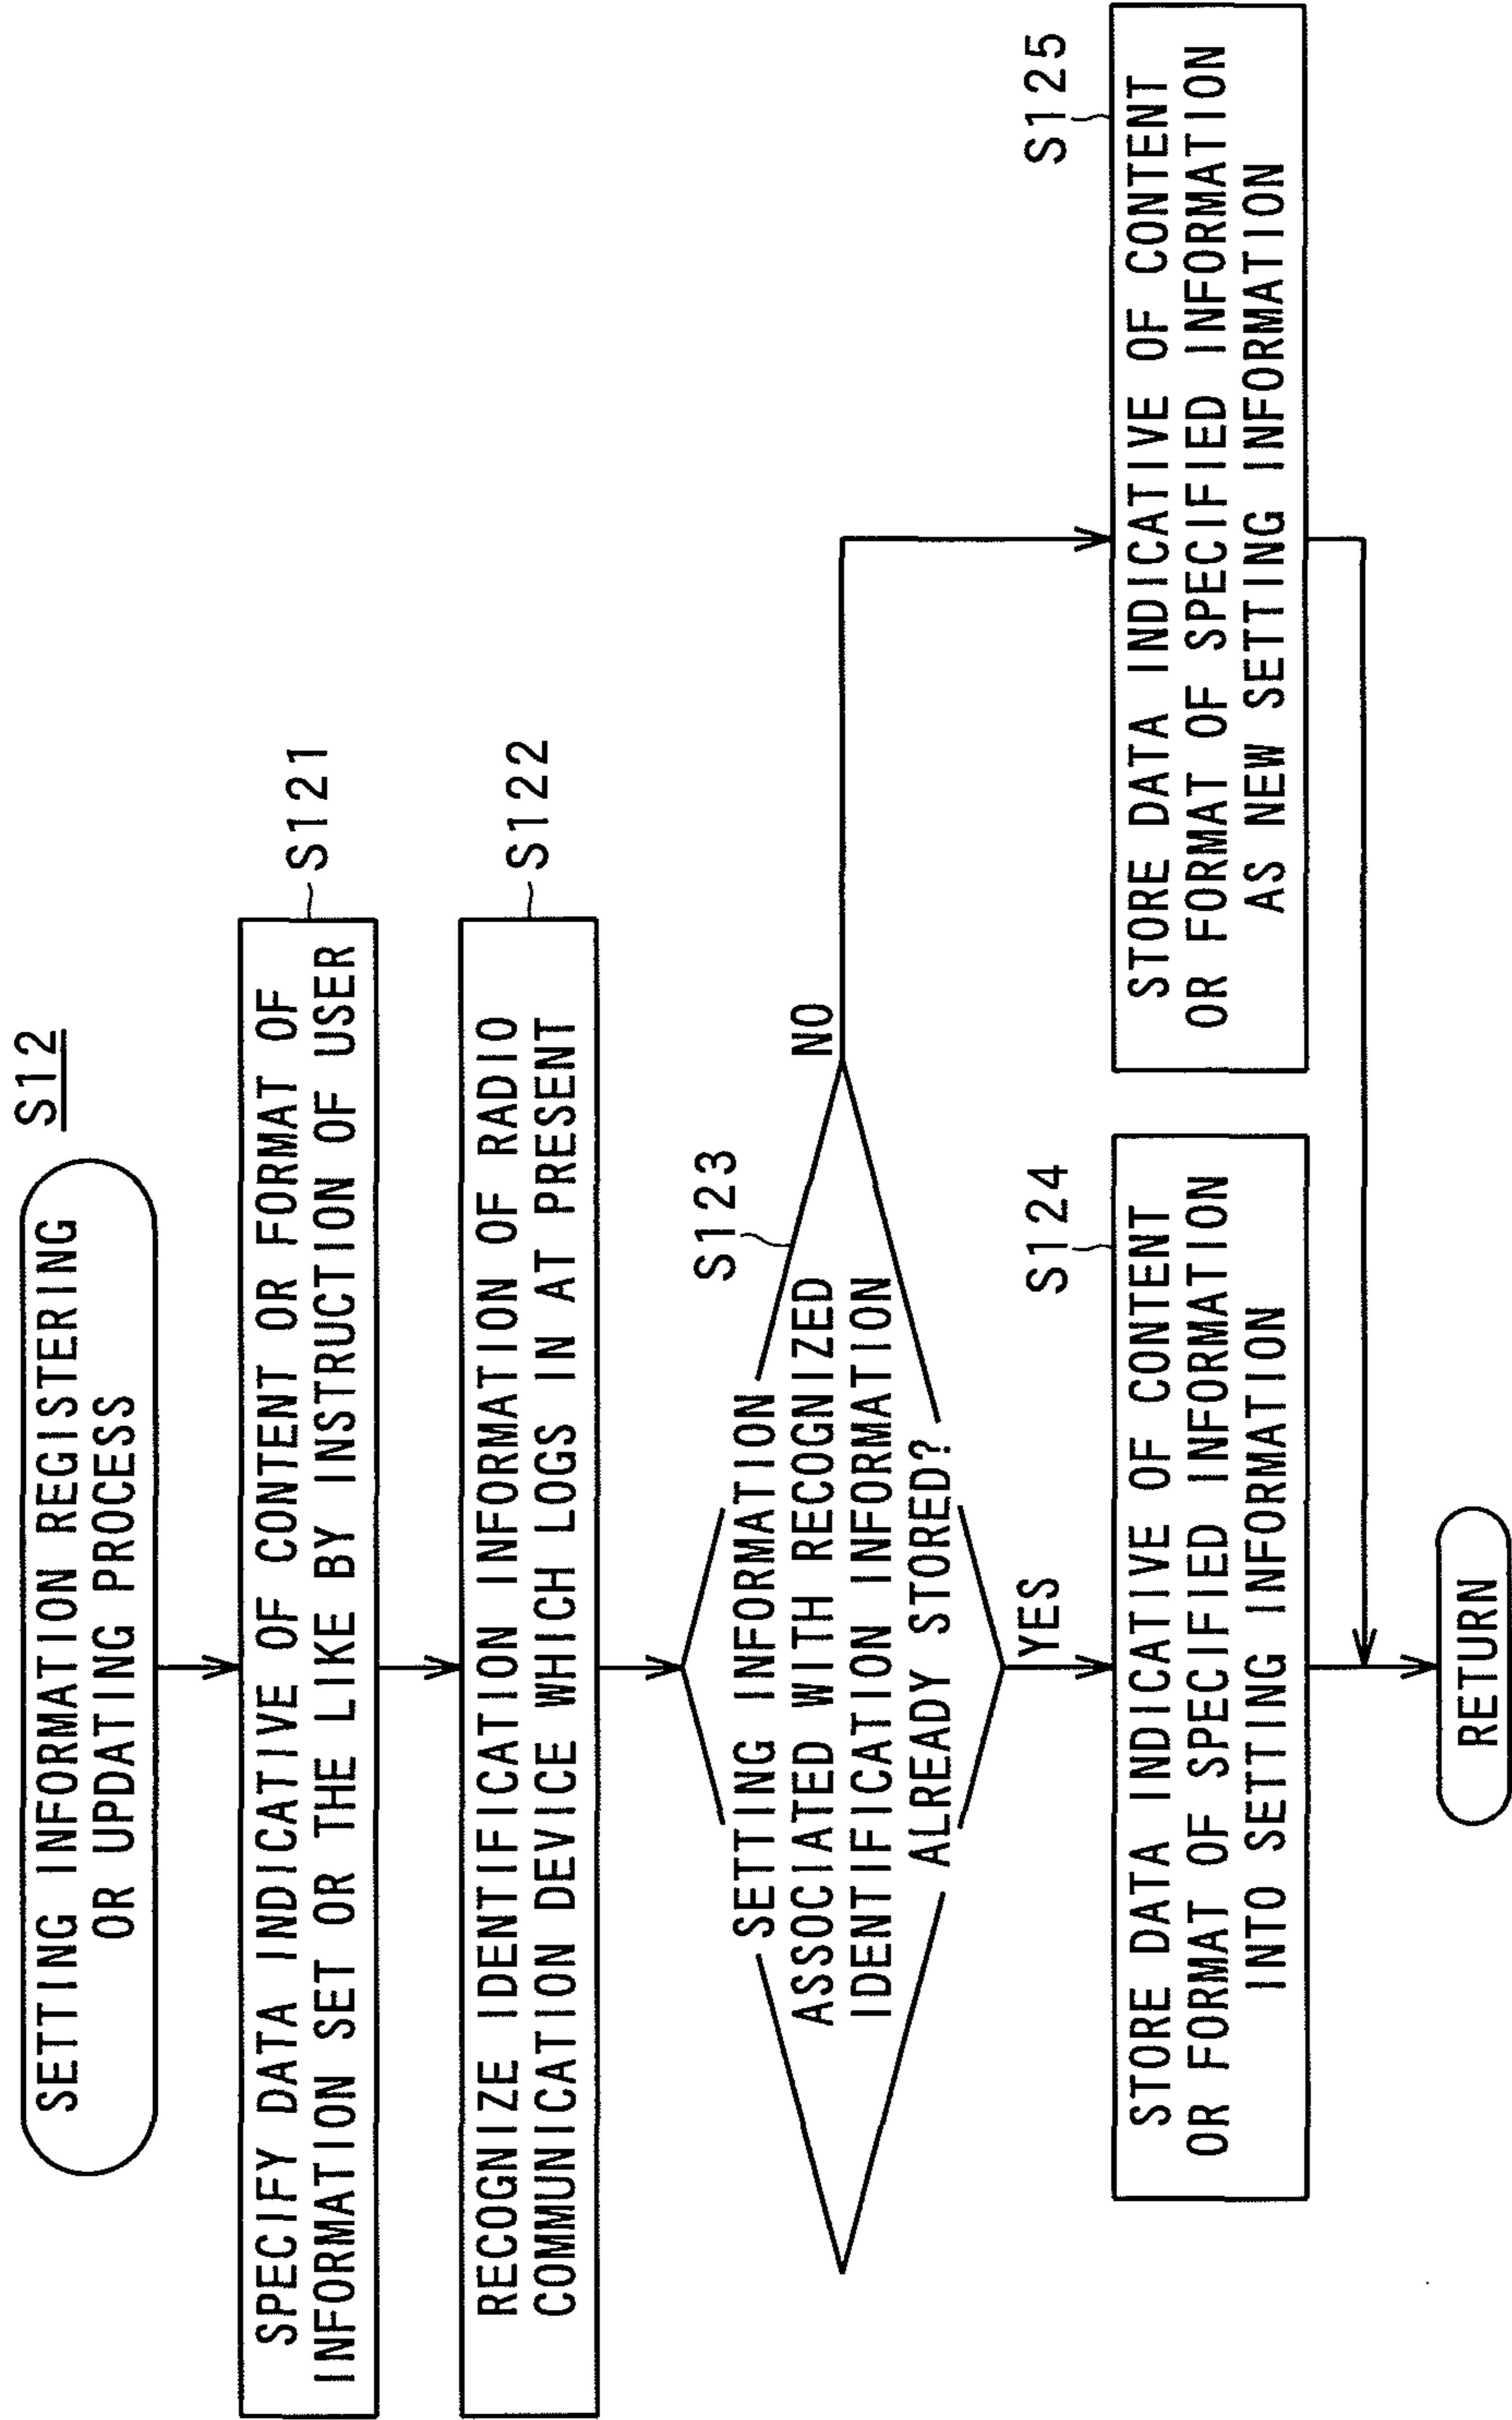 S12
SETTING INFORMATION REGISTERING
OR UPDATING PROCESS
S121
SPECIFY DATA INDICATIVE OF CONTENT OR FORMAT OF
INFORMATION SET OR THE LIKE BY INSTRUCTION OF USER
S122
RECOGNIZE IDENTIFICATION INFORMATION OF RADIO
COMMUNICATION DEVICE WHICH LOGS IN AT PRESENT
S123
SETTING INFORMATION
ASSOCIATED WITH RECOGNIZED
IDENTIFICATION INFORMATION
ALREADY STORED?
NO
YES
S124
STORE DATA INDICATIVE OF CONTENT
OR FORMAT OF SPECIFIED INFORMATION
INTO SETTING INFORMATION
S125
STORE DATA INDICATIVE OF CONTENT
OR FORMAT OF SPECIFIED INFORMATION
AS NEW SETTING INFORMATION
RETURN